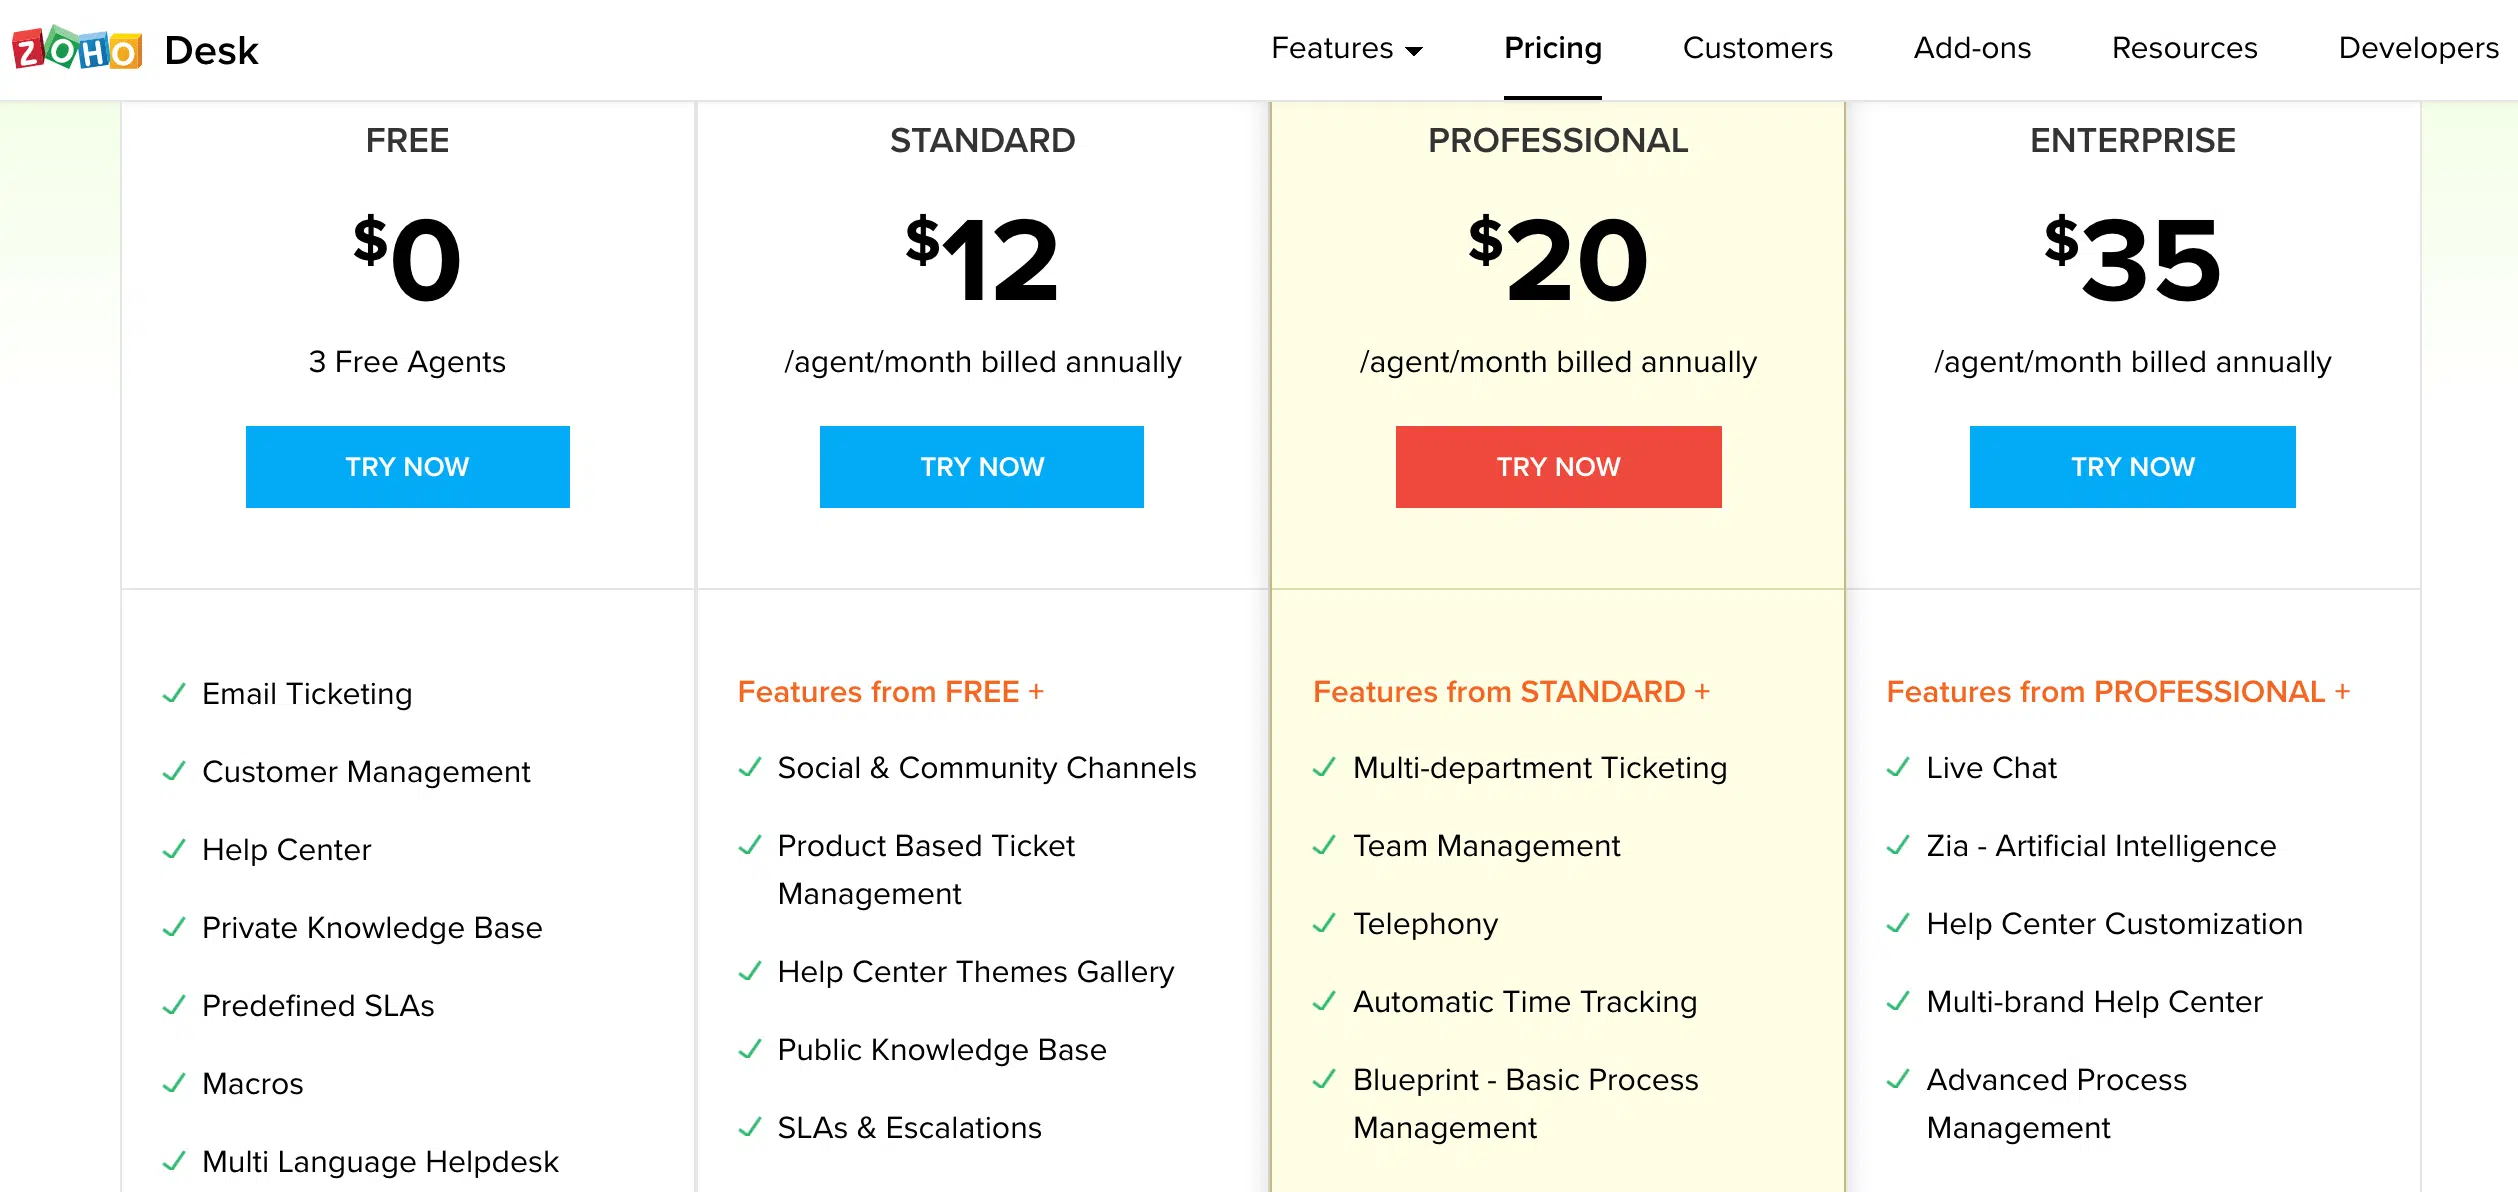 ZOHO Desk
Features
Pricing
Customers
Add-ons
Resources
Developers
FREE
$0
3 Free Agents
TRY NOW
Email Ticketing
Customer Management
Help Center
Private Knowledge Base
Predefined SLAs
Macros
Multi Language Helpdesk
STANDARD
$12
/agent/month billed annually
TRY NOW
Features from FREE +
Social & Community Channels
Product Based Ticket
Management
Help Center Themes Gallery
Public Knowledge Base
SLAs & Escalations
PROFESSIONAL
$20
/agent/month billed annually
TRY NOW
Features from STANDARD +
Multi-department Ticketing
Team Management
Telephony
Automatic Time Tracking
Blueprint - Basic Process
Management
ENTERPRISE
$35
/agent/month billed annually
TRY NOW
Features from PROFESSIONAL +
Live Chat
Zia - Artificial Intelligence
Help Center Customization
Multi-brand Help Center
Advanced Process
Management